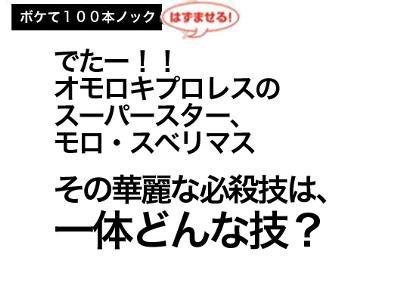 ボケて１００本ノック
はずませる!
でたー！！
オモロキプロレスの
スーパースター、
モロ・スベリマス
その華麗な必殺技は、
一体どんな技？